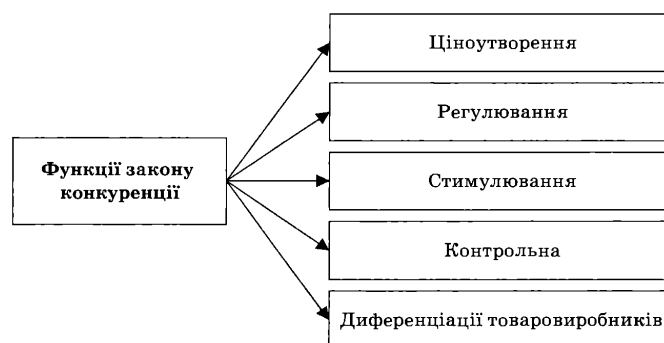 Функції закону
конкуренції
Ціноутворення
Регулювання
Стимулювання
Контрольна
Диференціації товаровиробників